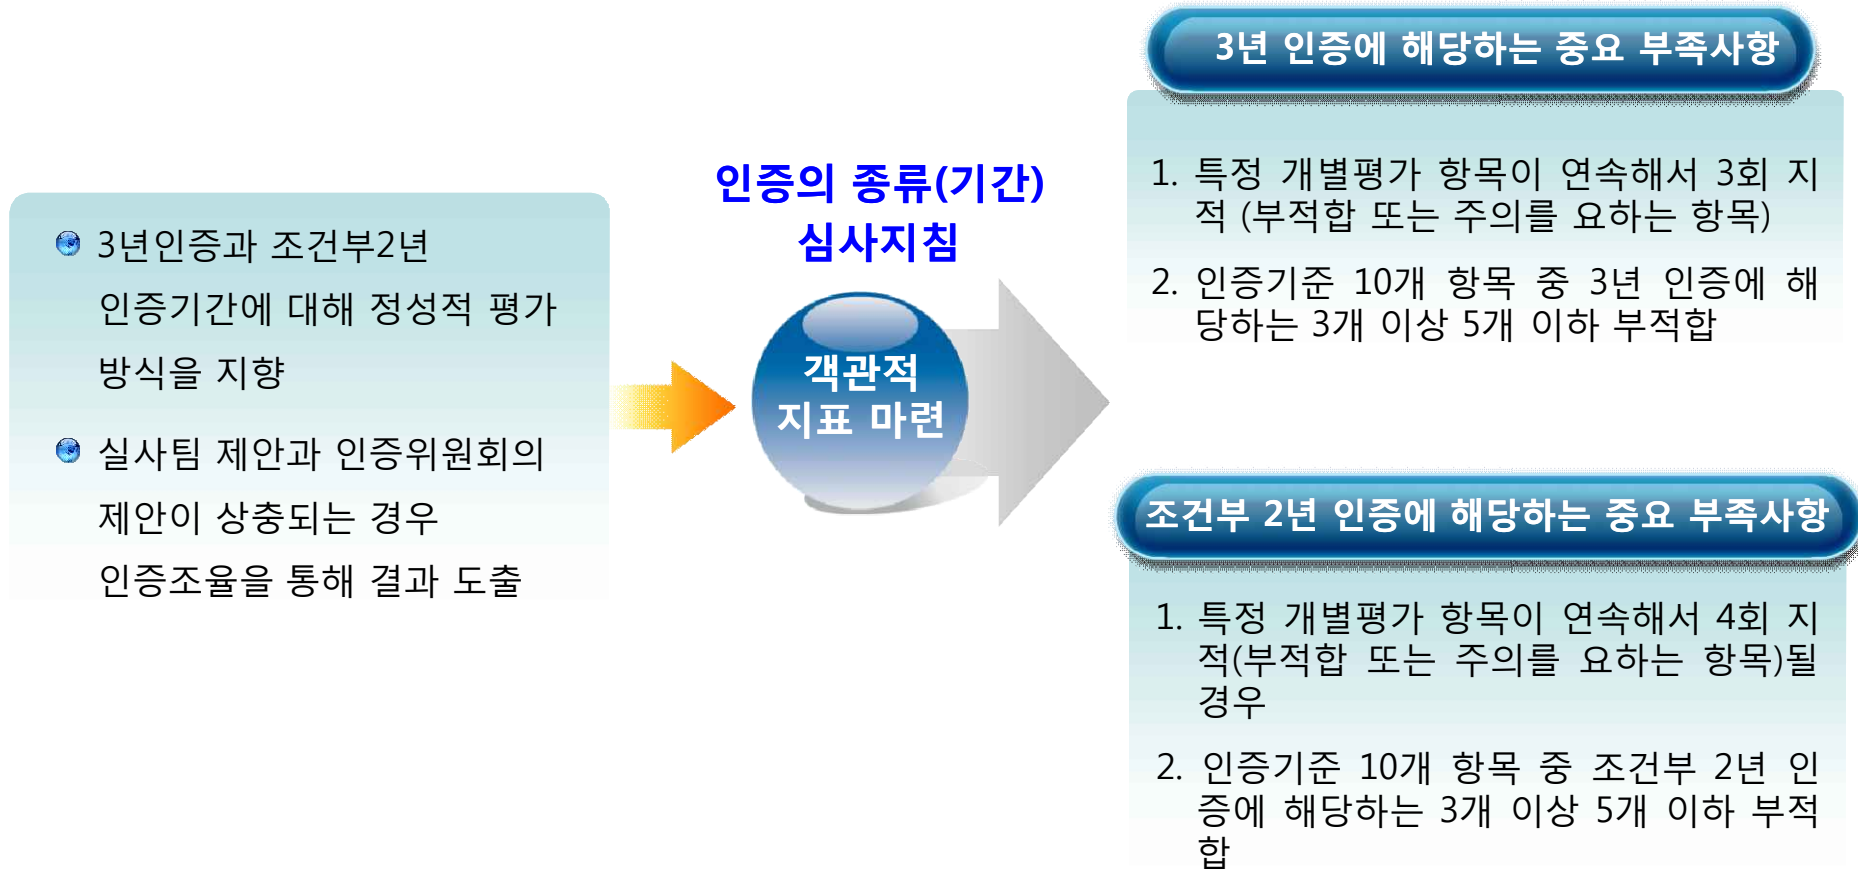 3년인증과 조건부2년
인증기간에 대해 정성적 평가
방식을 지향
실사팀 제안과 인증위원회의
제안이 상충되는 경우
인증조율을 통해 결과 도출
인증의 종류(기간)
심사지침
객관적
지표 마련
3년 인증에 해당하는 중요 부족사항
1. 특정 개별평가 항목이 연속해서 3회 지
적 (부적합 또는 주의를 요하는 항목)
2. 인증기준 10개 항목 중 3년 인증에 해
당하는 3개 이상 5개 이하 부적합
조건부 2년 인증에 해당하는 중요 부족사항
1. 특정 개별평가 항목이 연속해서 4회 지
적(부적합 또는 주의를 요하는 항목)될
경우
2. 인증기준 10개 항목 중 조건부 2년 인
증에 해당하는 3개 이상 5개 이하 부적
합